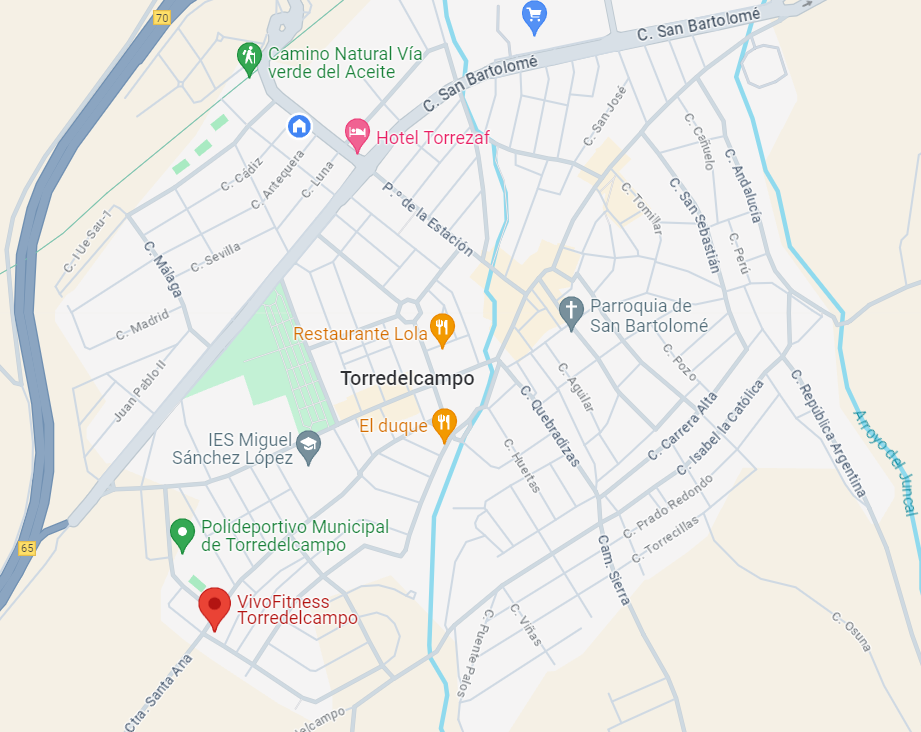 70
C. San Bartolomé
Camino Natural Vía
verde del Aceite
C. San Bartolomé
Hotel Torrezaf
C. San José
C. Cañuelo
C. Andalucía
C. Cádiz
C. Antequera
C. Luna
P.º de la Estación
C. Tomillar
C. San Sebastián
C. Perú
C. I Ue Sau-1
C. Málaga
C. Sevilla
C. Madrid
Restaurante Lola
Parroquia de
San Bartolomé
Juan Pablo II
Torredelcampo
C. Pozo
C. Aguilar
C. Quebradizas
C. Carrera Alta
C. Isabel la Católica
C. República Argentina
El duque
IES Miguel
Sánchez López
C. Huertas
Arroyo del Juncal
C. Prado Redondo
C. Torrecillas
Polideportivo Municipal
de Torredelcampo
65
Cam. Sierra
VivoFitness
Torredelcampo
C. Viñas
C. Puente Palos
C. Osuna
Ctra. Santa Ana
delcampo